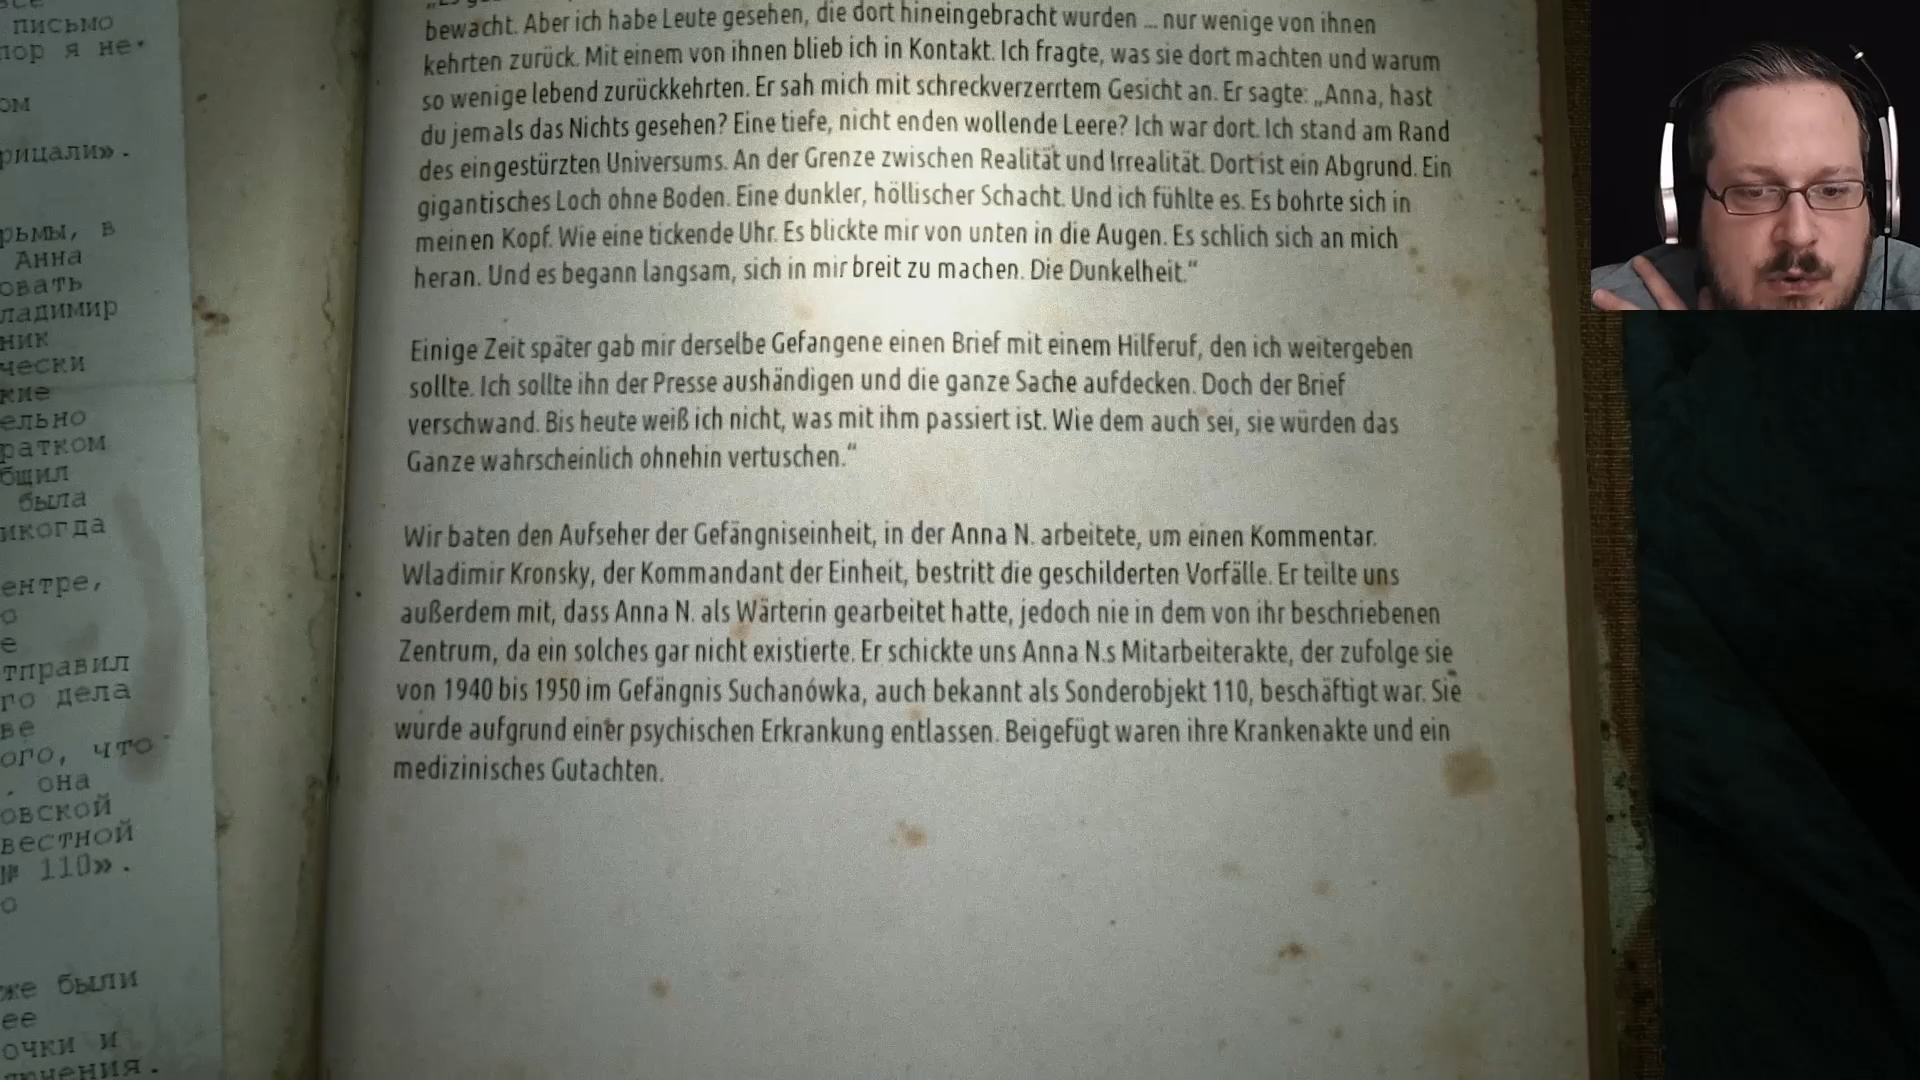 все
письмо
пор я не
ом
рицали».
рьмы, в
Анна
овать
ладимир
ник
чески
кие
ельно
ратком
бщил
была
икогда
ентре,
о
е
тправил
го дела
ве
ого, что
. она
овской
вестной
№ 110».
о
же были
ее
очки и
лючения.
bewacht. Aber ich habe Leute gesehen, die dort hineingebracht wurden ... nur wenige von ihnen
kehrten zurück. Mit einem von ihnen blieb ich in Kontakt. Ich fragte, was sie dort machten und warum
so wenige lebend zurückkehrten. Er sah mich mit schreckverzerrtem Gesicht an. Er sagte: „Anna, hast
du jemals das Nichts gesehen? Eine tiefe, nicht enden wollende Leere? Ich war dort. Ich stand am Rand
des eingestürzten Universums. An der Grenze zwischen Realität und Irrealität. Dort ist ein Abgrund. Ein
gigantisches Loch ohne Boden. Eine dunkler, höllischer Schacht. Und ich fühlte es. Es bohrte sich in
meinen Kopf. Wie eine tickende Uhr. Es blickte mir von unten in die Augen. Es schlich sich an mich
heran. Und es begann langsam, sich in mir breit zu machen. Die Dunkelheit.“
Einige Zeit später gab mir derselbe Gefangene einen Brief mit einem Hilferuf, den ich weitergeben
sollte. Ich sollte ihn der Presse aushändigen und die ganze Sache aufdecken. Doch der Brief
verschwand. Bis heute weiß ich nicht, was mit ihm passiert ist. Wie dem auch sei, sie würden das
Ganze wahrscheinlich ohnehin vertuschen.“
Wir baten den Aufseher der Gefängniseinheit, in der Anna N. arbeitete, um einen Kommentar.
Wladimir Kronsky, der Kommandant der Einheit, bestritt die geschilderten Vorfälle. Er teilte uns
außerdem mit, dass Anna N. als Wärterin gearbeitet hatte, jedoch nie in dem von ihr beschriebenen
Zentrum, da ein solches gar nicht existierte. Er schickte uns Anna N.s Mitarbeiterakte, der zufolge sie
von 1940 bis 1950 im Gefängnis Suchanówka, auch bekannt als Sonderobjekt 110, beschäftigt war. Sie
wurde aufgrund einer psychischen Erkrankung entlassen. Beigefügt waren ihre Krankenakte und ein
medizinisches Gutachten.